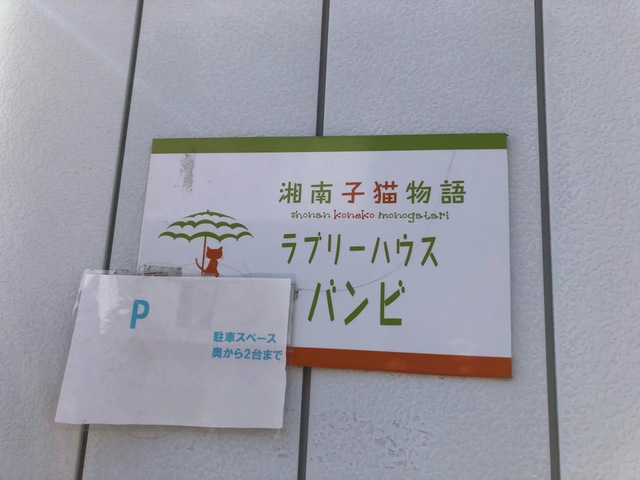 湘南子猫物語
shonan koneko monogatari
ラブリーハウス
バンビ
P
駐車スペース
奥から2台まで